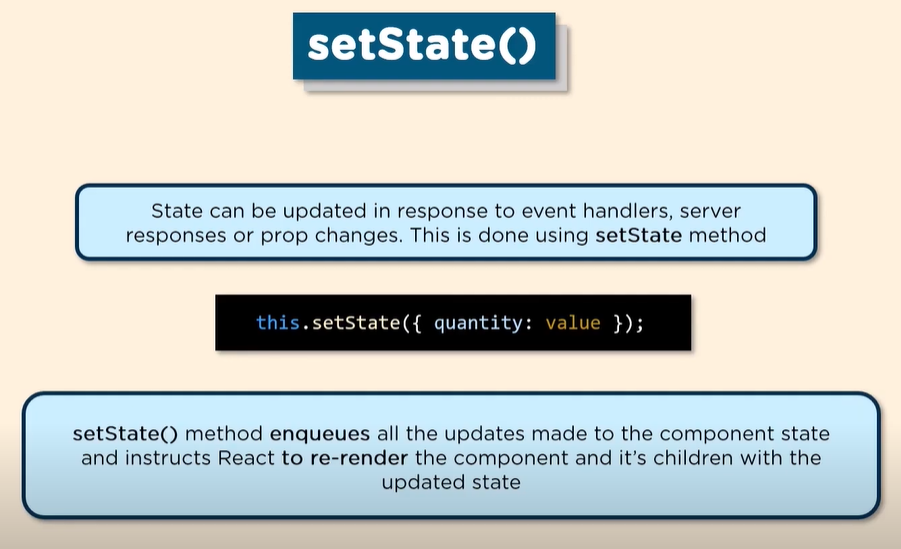 setState()
State can be updated in response to event handlers, server
responses or prop changes. This is done using setState method
this.setState({ quantity: value });
setState() method enqueues all the updates made to the component state
and instructs React to re-render the component and it's children with the
updated state